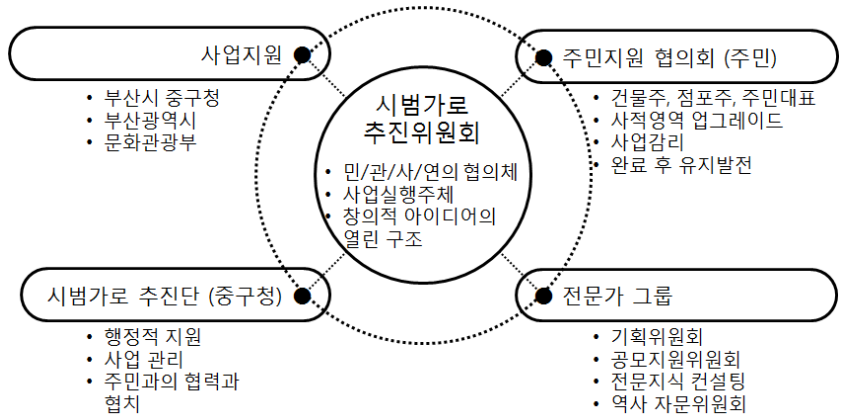 사업지원
• 부산시 중구청
• 부산광역시
• 문화관광부
주민지원 협의회 (주민)
• 건물주, 점포주, 주민대표
• 사적영역 업그레이드
• 사업감리
• 완료 후 유지발전
시범가로
추진위원회
• 민/관/사/연의 협의체
• 사업실행주체
• 창의적 아이디어의
열린 구조
시범가로 추진단 (중구청)
• 행정적 지원
• 사업 관리
• 주민과의 협력과
협치
전문가 그룹
• 기획위원회
• 공모지원위원회
• 전문지식 컨설팅
• 역사 자문위원회